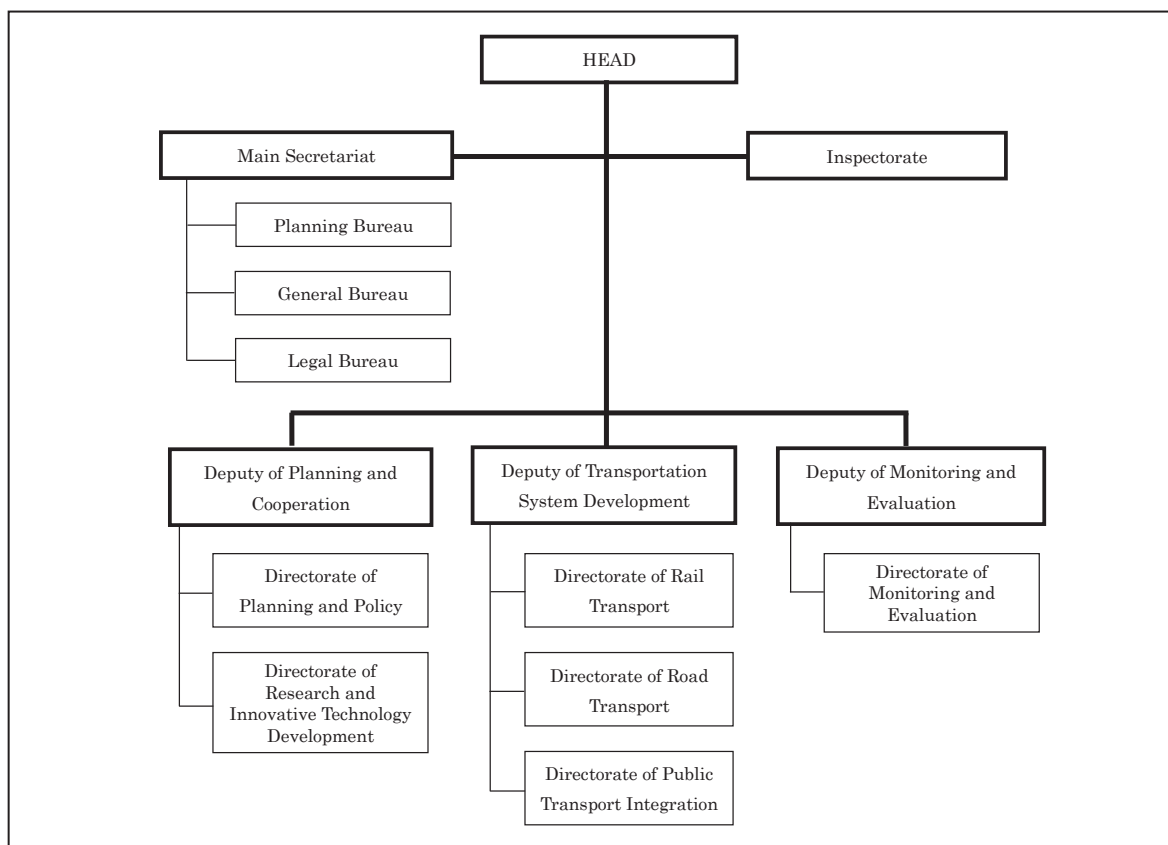 HEAD
Main Secretariat
Inspectorate
Planning Bureau
General Bureau
Legal Bureau
Deputy of Planning and
Cooperation
Directorate of
Planning and Policy
Directorate of
Research and
Innovative Technology
Development
Deputy of Transportation
System Development
Directorate of Rail
Transport
Directorate of Road
Transport
Directorate of Public
Transport Integration
Deputy of Monitoring and
Evaluation
Directorate of
Monitoring and
Evaluation